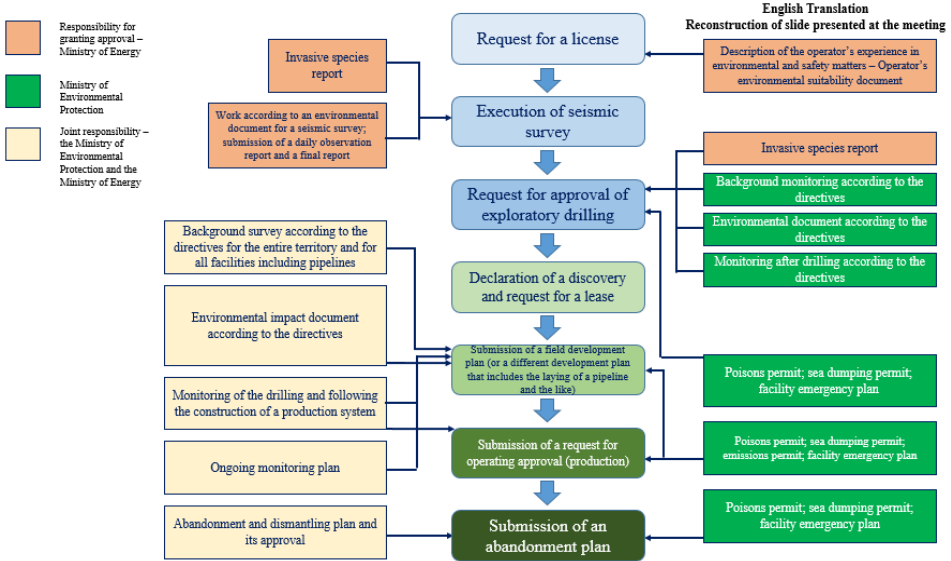 English Translation
Reconstruction of slide presented at the meeting
Responsibility for
granting approval –
Ministry of Energy
Ministry of
Environmental
Protection
Joint responsibility –
the Ministry of
Environmental
Protection and the
Ministry of Energy
Request for a license
Description of the operator's experience in
environmental and safety matters – Operator's
environmental suitability document
Invasive species
report
Work according to an environmental
document for a seismic survey;
submission of a daily observation
report and a final report
Execution of seismic
survey
Invasive species report
Background monitoring according to the
directives
Environmental document according to the
directives
Monitoring after drilling according to the
directives
Request for approval of
exploratory drilling
Background survey according to the
directives for the entire territory and for
all facilities including pipelines
Declaration of a discovery
and request for a lease
Environmental impact document
according to the directives
Submission of a field development
plan (or a different development plan
that includes the laying of a pipeline
and the like)
Poisons permit; sea dumping permit;
facility emergency plan
Monitoring of the drilling and following
the construction of a production system
Submission of a request for
operating approval (production)
Poisons permit; sea dumping permit;
emissions permit; facility emergency plan
Ongoing monitoring plan
Abandonment and dismantling plan and
its approval
Submission of an
abandonment plan
Poisons permit; sea dumping permit;
facility emergency plan